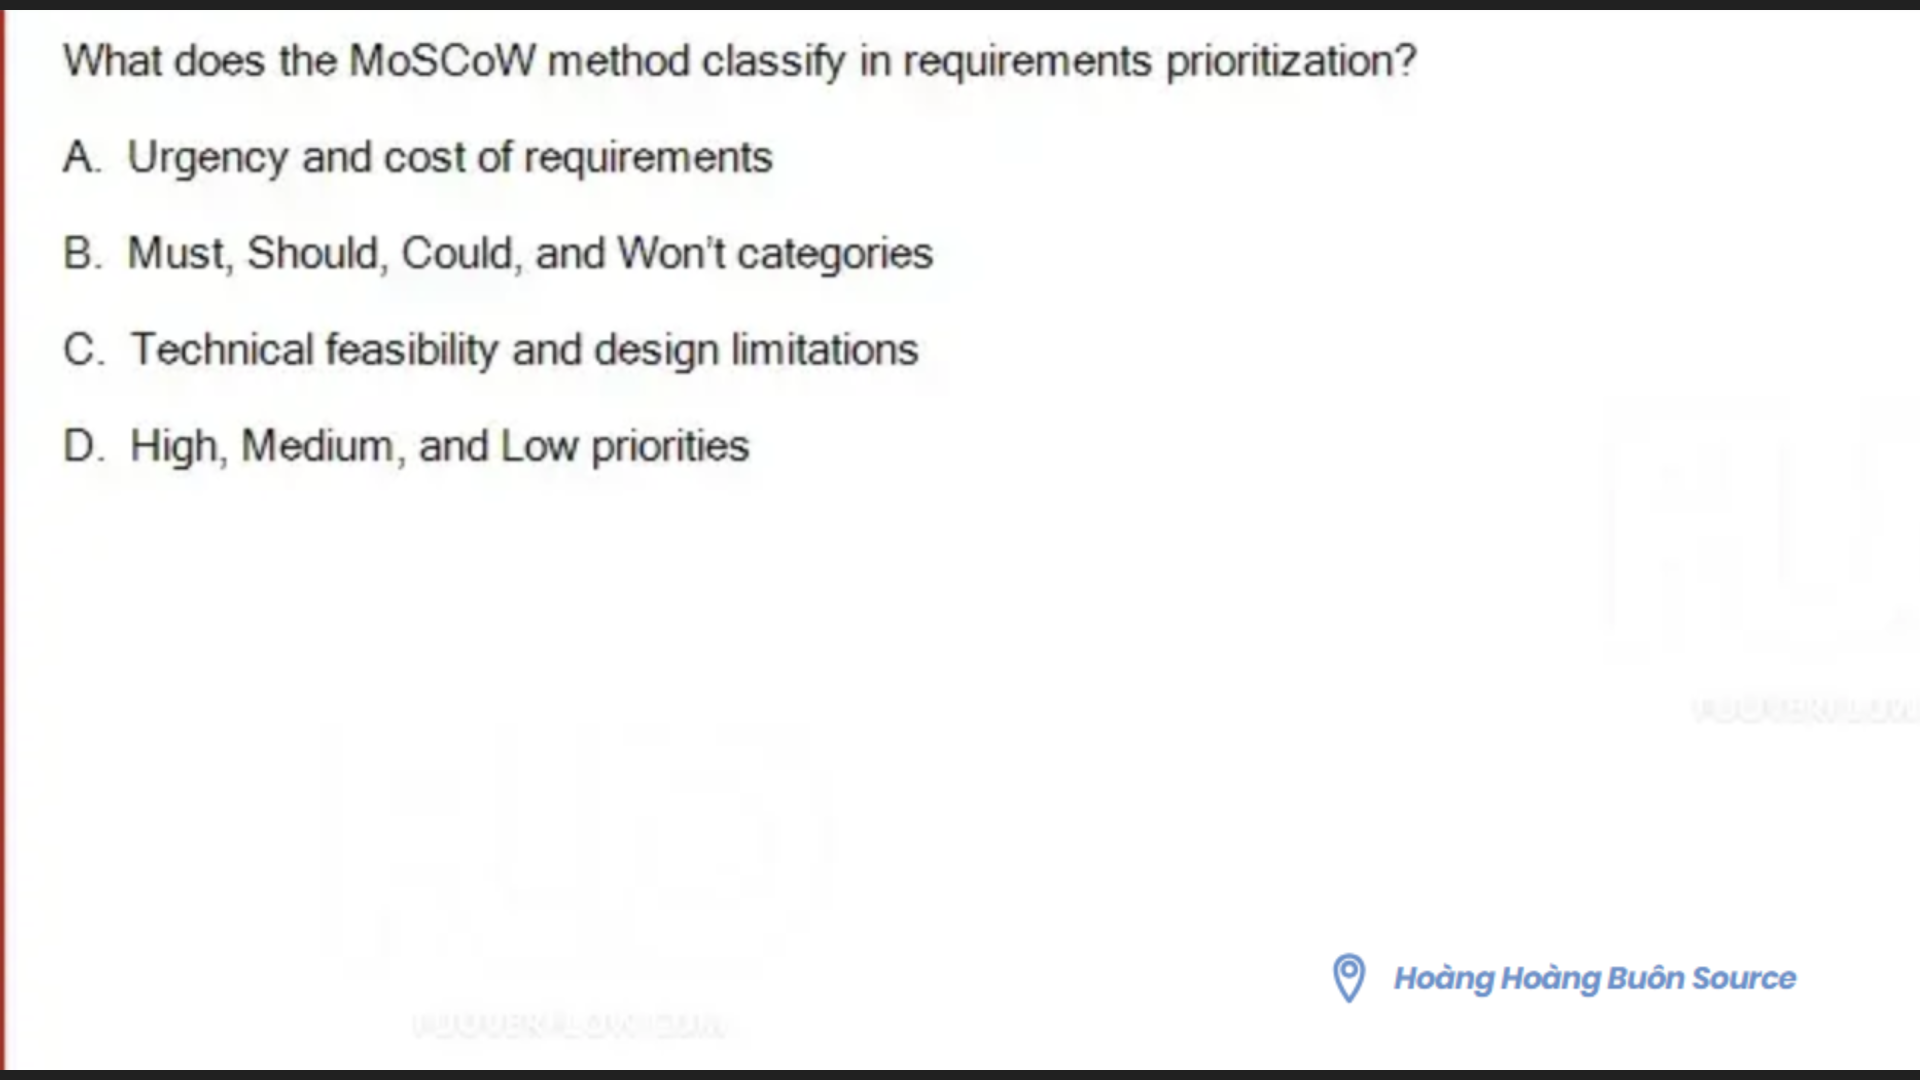 What does the MoSCoW method classify in requirements prioritization?
A. Urgency and cost of requirements
B. Must, Should, Could, and Won't categories
C. Technical feasibility and design limitations
D. High, Medium, and Low priorities
Hoàng Hoàng Buôn Source